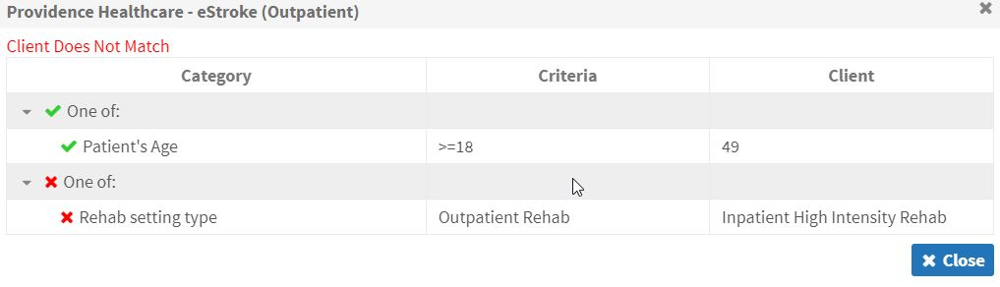 Providence Healthcare - eStroke (Outpatient)
Client Does Not Match
Category Criteria Client
One of:
Patient's Age >=18 49
One of:
Rehab setting type Outpatient Rehab Inpatient High Intensity Rehab
Close